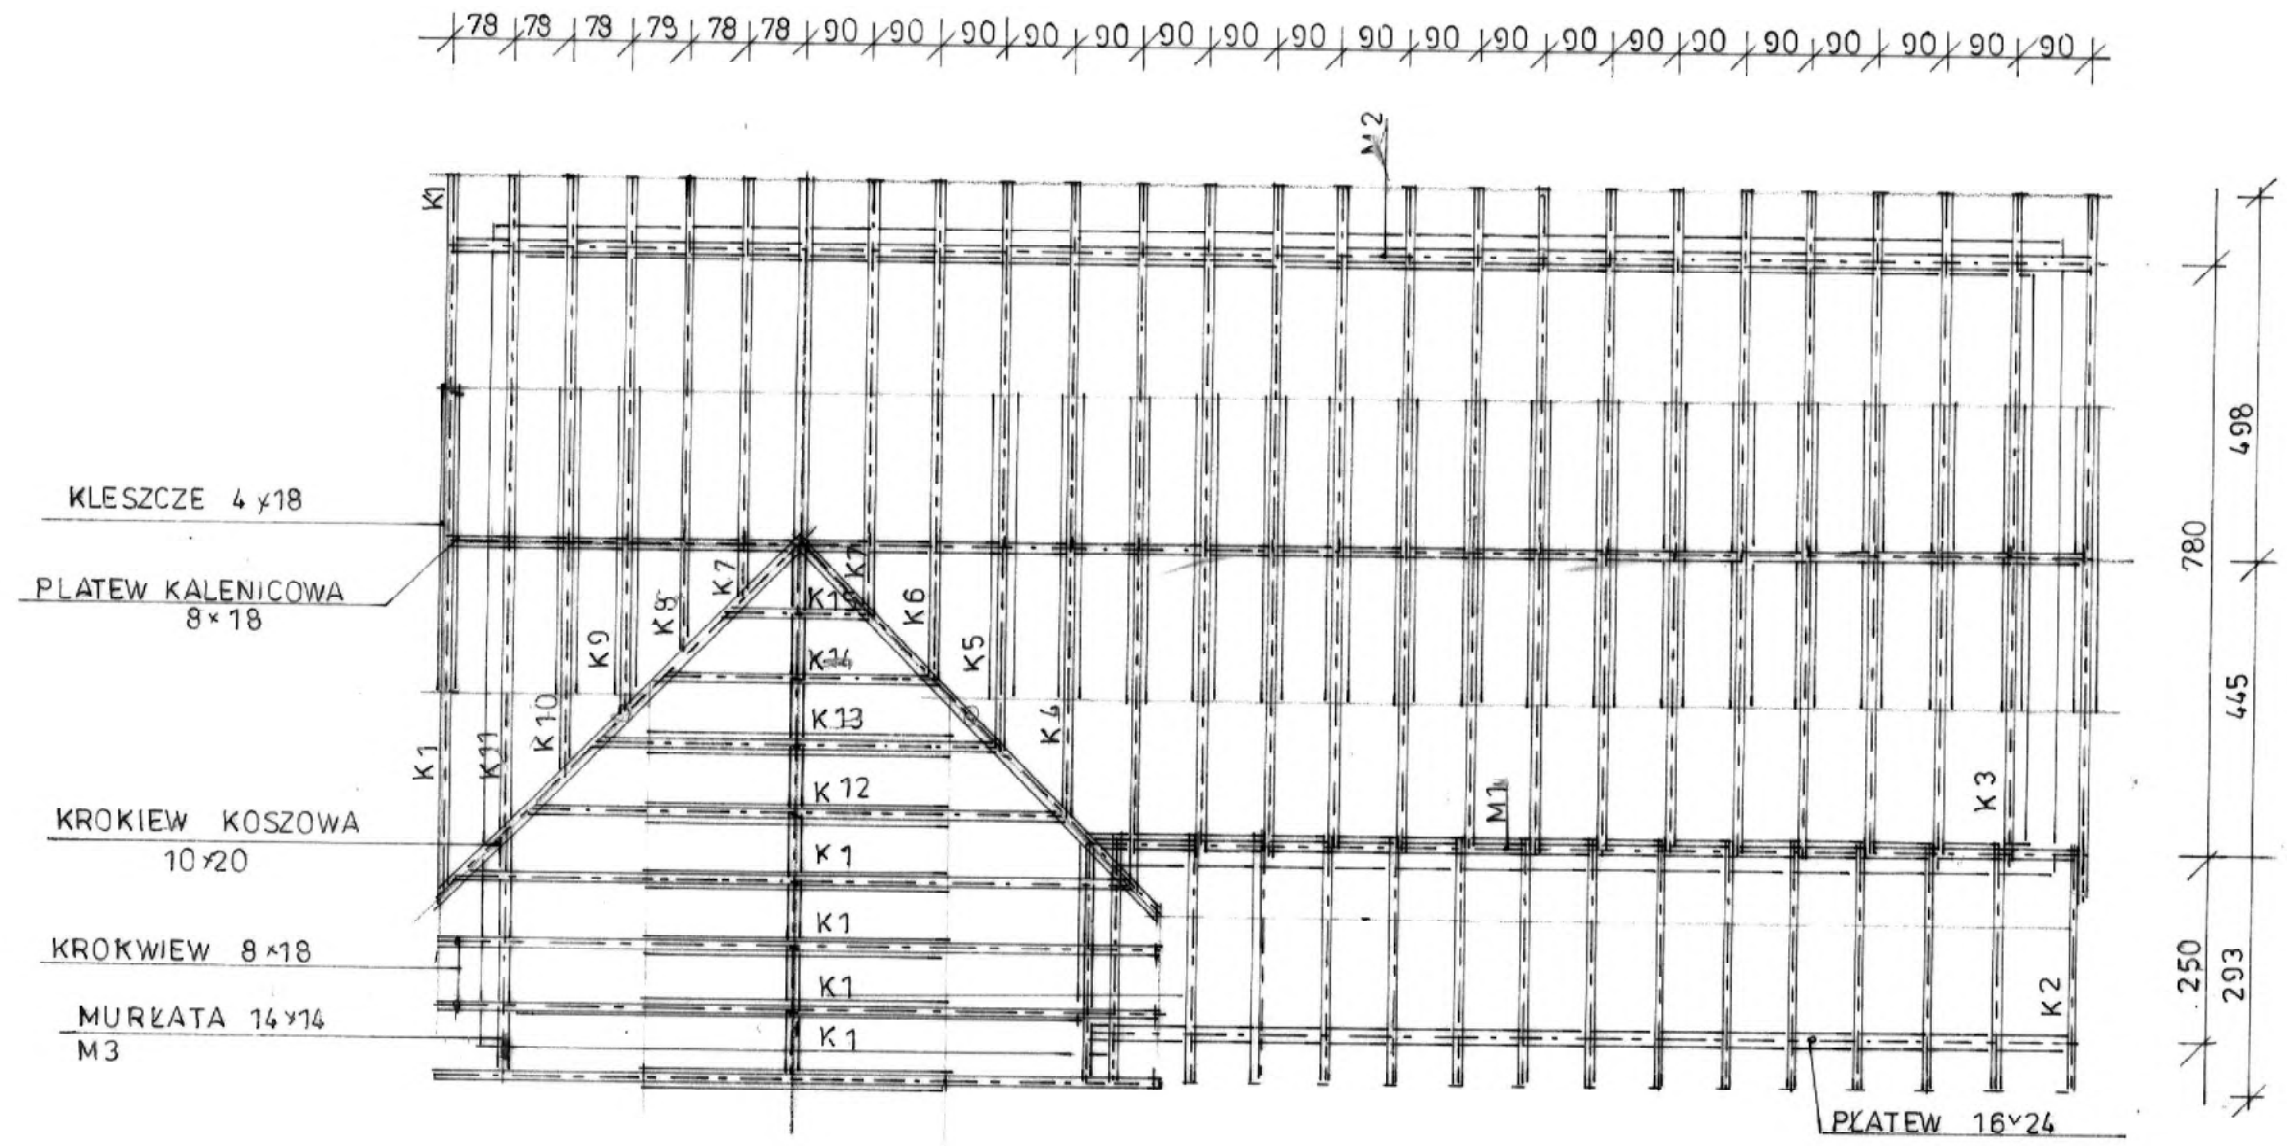 78 78 78 78 78 78 90 90 90 90 90 90 90 90 90 90 90 90 90 90 90 90 90 90 90
M2
K1
498
KLESZCZE 4×18
780
PLATEW KALENICOWA
8×18
K7
K7
K15
K8
K6
K9
K5
K14
445
K10
K13
K4
K1
K11
K12
M1
K3
KROKIEW KOSZOWA
10×20
K1
K1
KROKWIEW 8×18
250
293
K1
K2
MURŁATA 14×14
M3
K1
PŁATEW 16×24